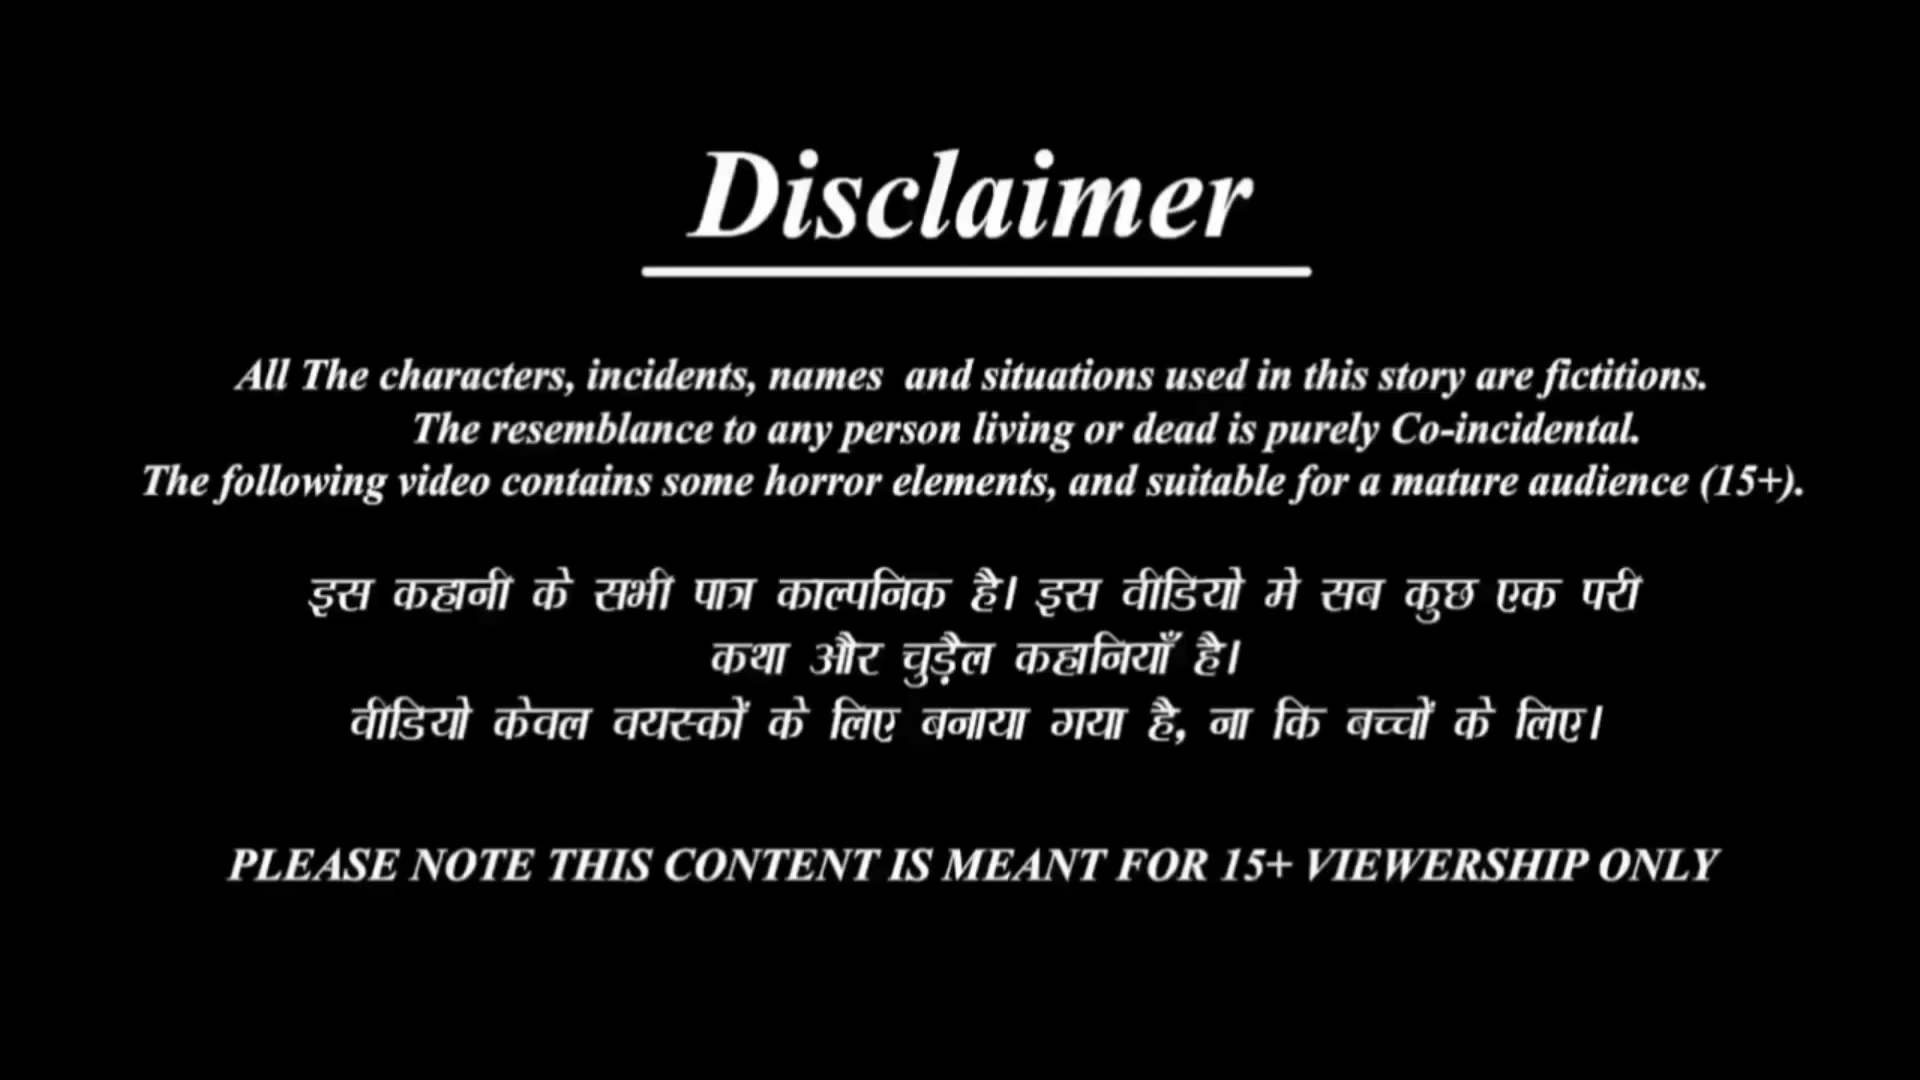 Disclaimer
All The characters, incidents, names and situations used in this story are fictitions.
The resemblance to any person living or dead is purely Co-incidental.
The following video contains some horror elements, and suitable for a mature audience (15+).
इस कहानी के सभी पात्र काल्पनिक है। इस वीडियो मे सब कुछ एक परी
कथा और चुड़ैल कहानियाँ है।
वीडियो केवल वयस्कों के लिए बनाया गया है, ना कि बच्चों के लिए।
PLEASE NOTE THIS CONTENT IS MEANT FOR 15+ VIEWERSHIP ONLY